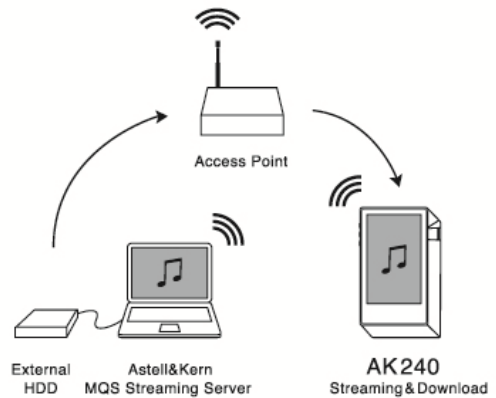 Access Point
External
HDD
Astell&Kern
MQS Streaming Server
AK240
Streaming & Download